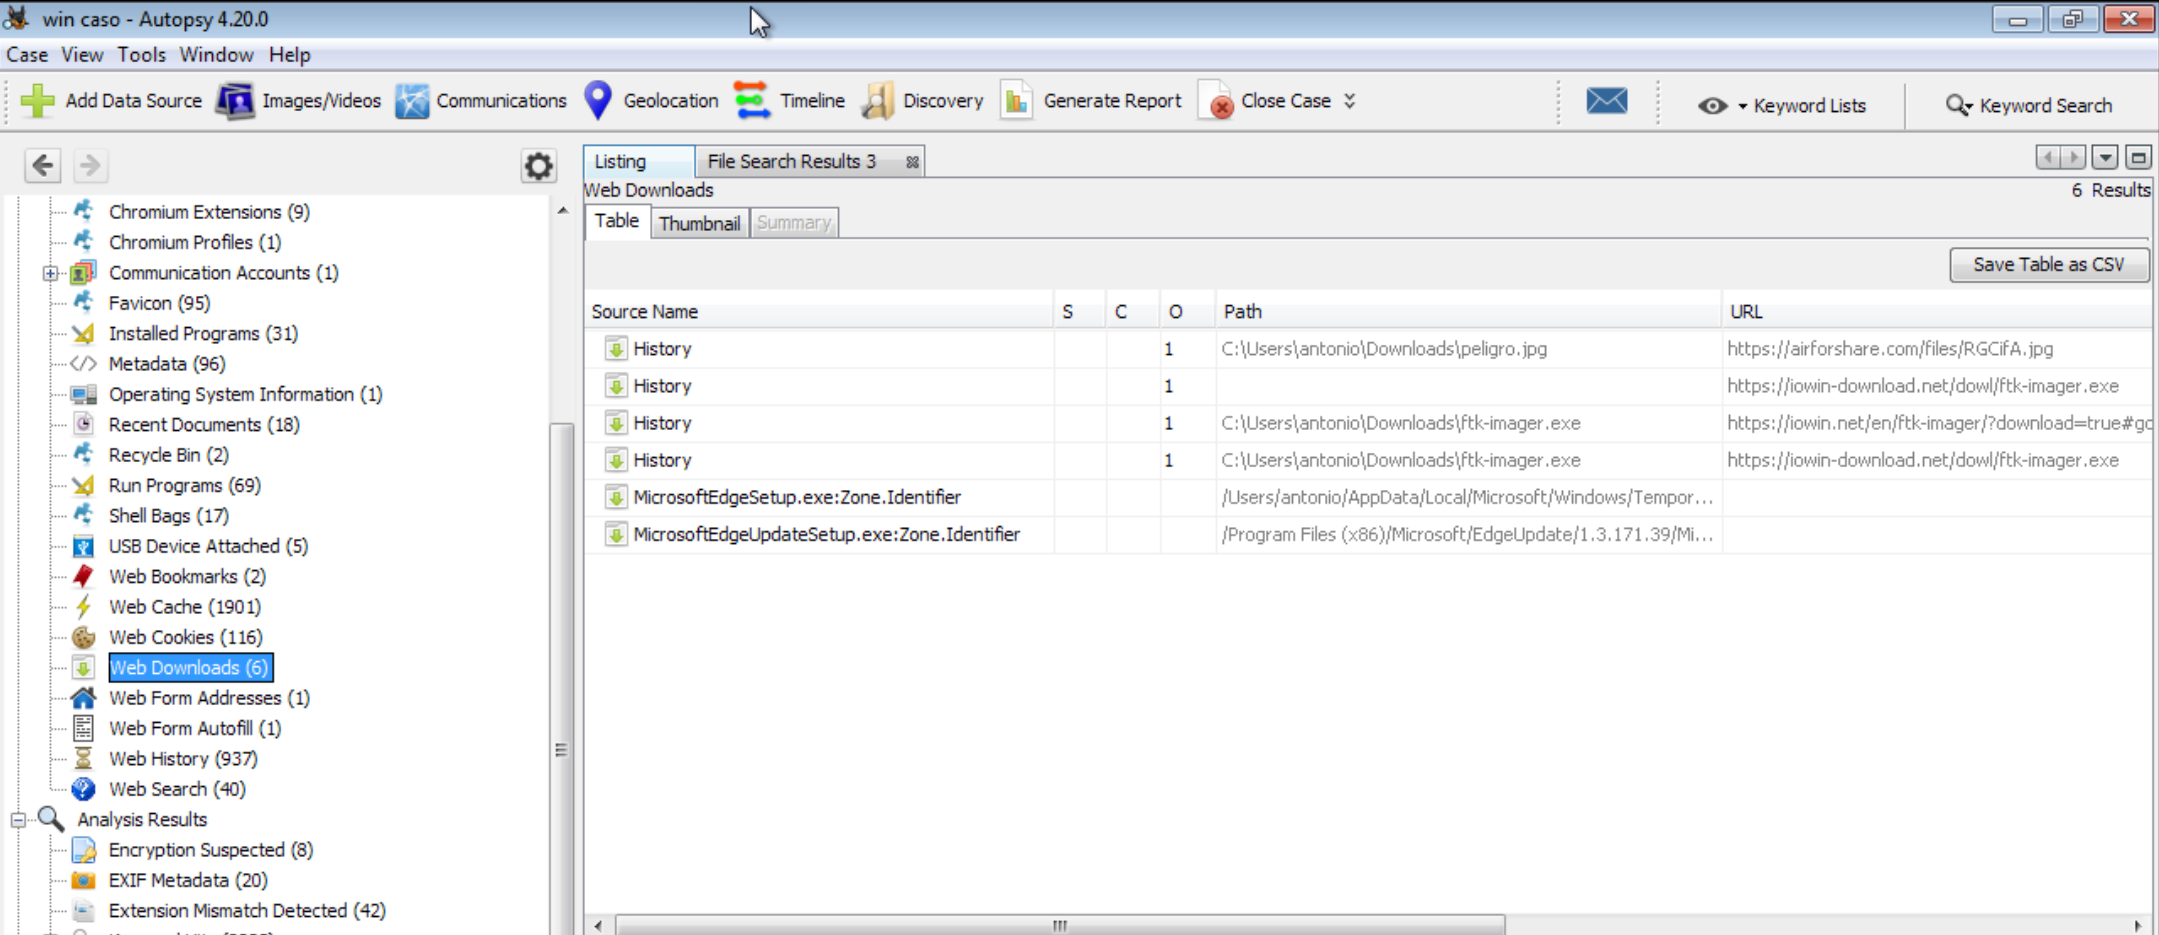 win caso - Autopsy 4.20.0
Case View Tools Window Help
Add Data Source Images/Videos Communications Geolocation Timeline Discovery Generate Report Close Case Keyword Lists Keyword Search
Listing File Search Results 3
Web Downloads 6 Results
Table Thumbnail Summary
Save Table as CSV
Source Name S C O Path URL
History 1 C:\Users\antonio\Downloads\peligro.jpg https://airforshare.com/files/RGCifA.jpg
History 1 https://iowin-download.net/dowl/ftk-imager.exe
History 1 C:\Users\antonio\Downloads\ftk-imager.exe https://iowin.net/en/ftk-imager/?download=true#gc
History 1 C:\Users\antonio\Downloads\ftk-imager.exe https://iowin-download.net/dowl/ftk-imager.exe
MicrosoftEdgeSetup.exe:Zone.Identifier /Users/antonio/AppData/Local/Microsoft/Windows/Tempor...
MicrosoftEdgeUpdateSetup.exe:Zone.Identifier /Program Files (x86)/Microsoft/EdgeUpdate/1.3.171.39/Mi...
Chromium Extensions (9)
Chromium Profiles (1)
Communication Accounts (1)
Favicon (95)
Installed Programs (31)
Metadata (96)
Operating System Information (1)
Recent Documents (18)
Recycle Bin (2)
Run Programs (69)
Shell Bags (17)
USB Device Attached (5)
Web Bookmarks (2)
Web Cache (1901)
Web Cookies (116)
Web Downloads (6)
Web Form Addresses (1)
Web Form Autofill (1)
Web History (937)
Web Search (40)
Analysis Results
Encryption Suspected (8)
EXIF Metadata (20)
Extension Mismatch Detected (42)